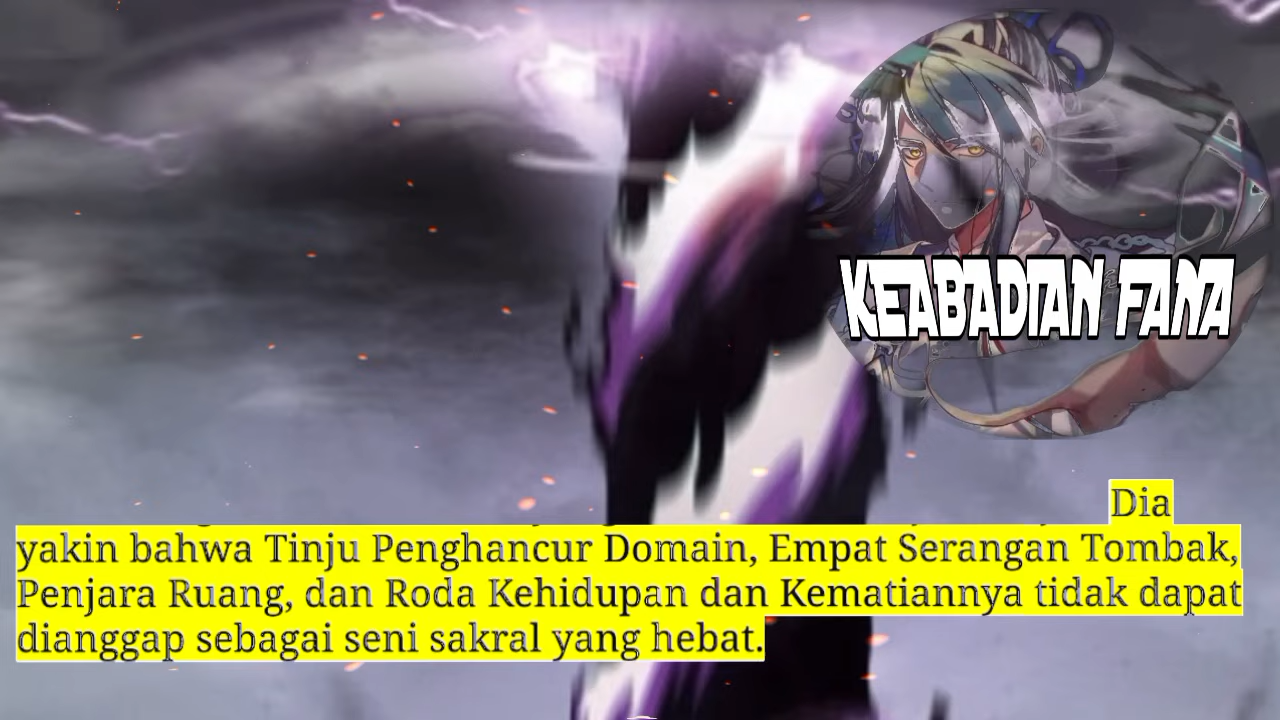 KEABADIAN FANA
Dia
yakin bahwa Tinju Penghancur Domain, Empat Serangan Tombak,
Penjara Ruang, dan Roda Kehidupan dan Kematiannya tidak dapat
dianggap sebagai seni sakral yang hebat.